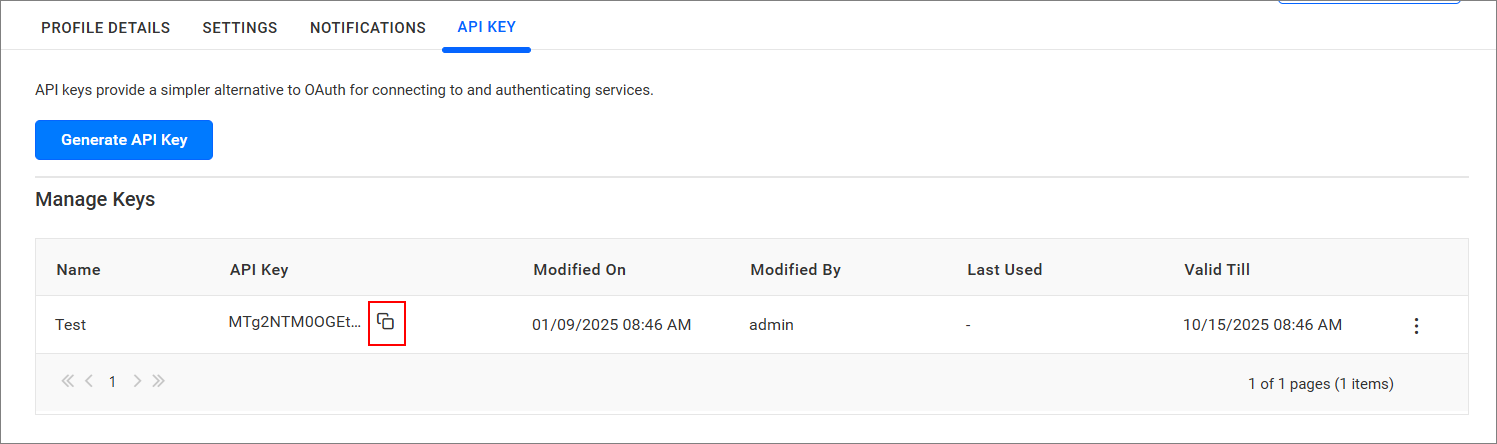 PROFILE DETAILS SETTINGS NOTIFICATIONS API KEY
API keys provide a simpler alternative to OAuth for connecting to and authenticating services.
Generate API Key
Manage Keys
Name API Key Modified On Modified By Last Used Valid Till
Test MTg2NTM0OGEt... 01/09/2025 08:46 AM admin - 10/15/2025 08:46 AM
1 1 of 1 pages (1 items)